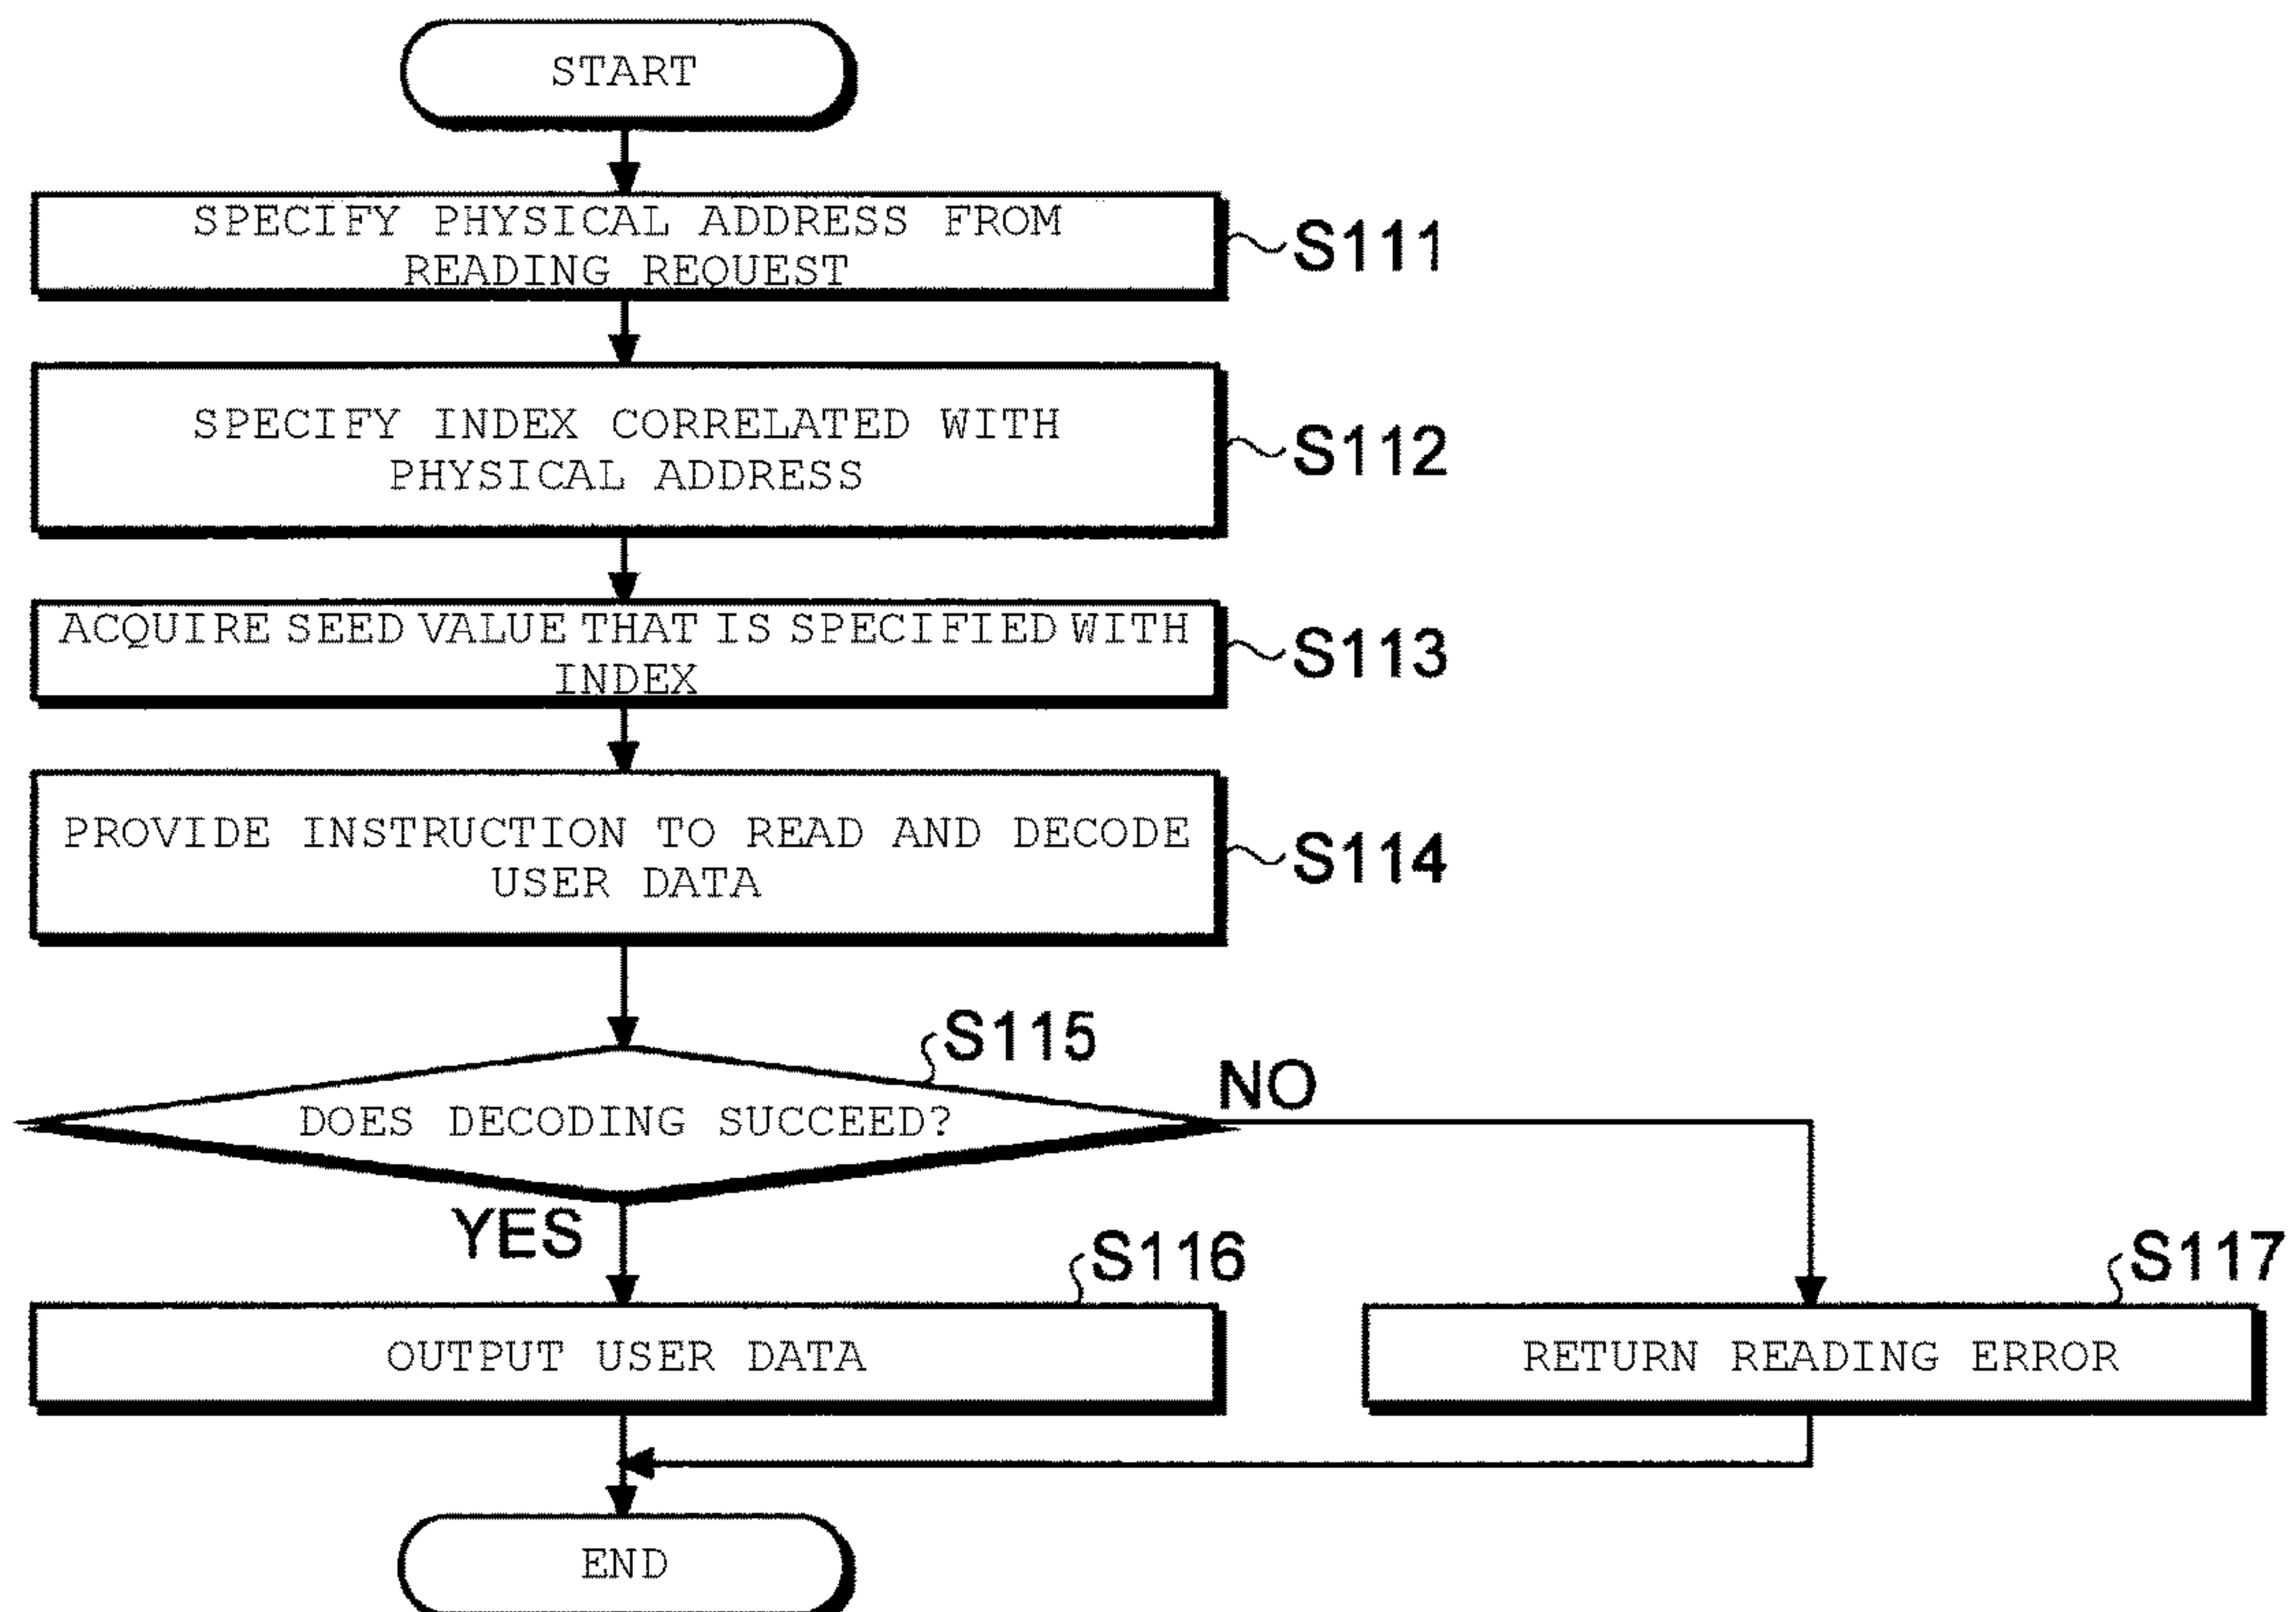 START
SPECIFY PHYSICAL ADDRESS FROM
READING REQUEST
S111
SPECIFY INDEX CORRELATED WITH
PHYSICAL ADDRESS
S112
ACQUIRE SEED VALUE THAT IS SPECIFIED WITH
INDEX
S113
PROVIDE INSTRUCTION TO READ AND DECODE
USER DATA
S114
S115
NO
DOES DECODING SUCCEED?
YES
S116
S117
OUTPUT USER DATA
RETURN READING ERROR
END